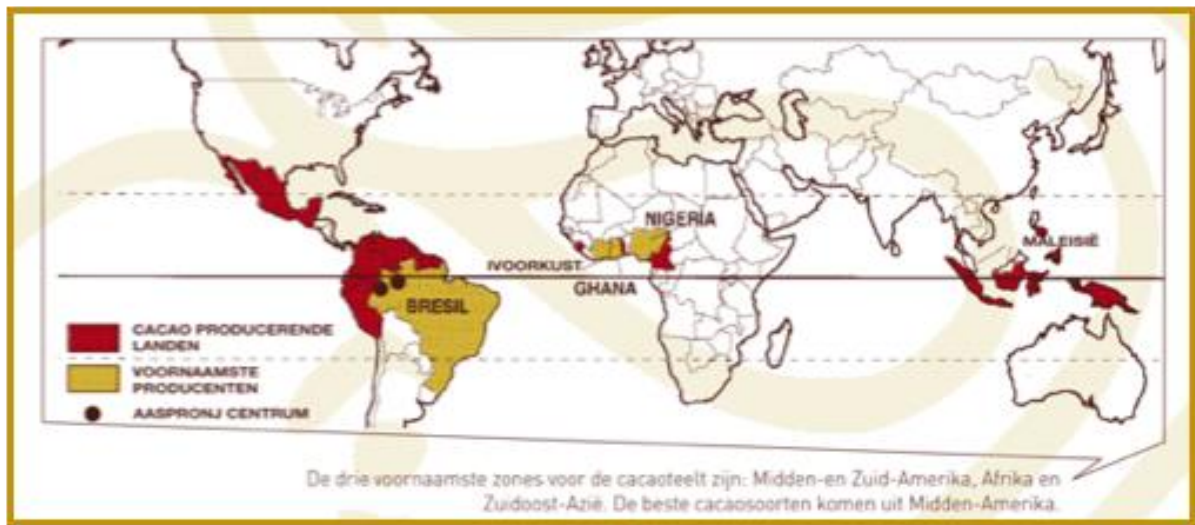 NIGERIA
MALEISIË
IVOORKUST
GHANA
BRESIL
CACAO PRODUCERENDE
LANDEN
VOORNAAMSTE
PRODUCENTEN
AASPRONJ CENTRUM
De drie voornaamste zones voor de cacaoteelt zijn: Midden-en Zuid-Amerika, Afrika en
Zuidoost-Azië. De beste cacaosoorten komen uit Midden-Amerika.